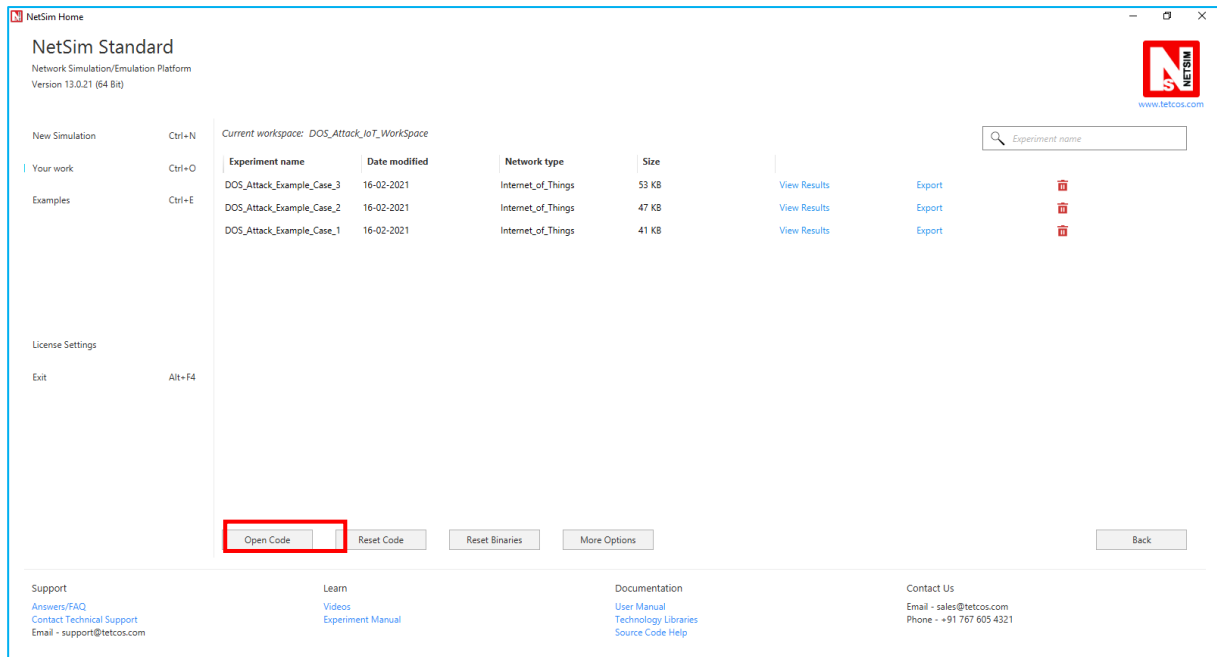 NetSim Home
NetSim Standard
Network Simulation/Emulation Platform
Version 13.0.21 (64 Bit)
NETSIM
www.tetcos.com
New Simulation Ctrl+N
Your work Ctrl+O
Examples Ctrl+E
License Settings
Exit Alt+F4
Current workspace: DOS_Attack_IoT_WorkSpace
Experiment name
Experiment name Date modified Network type Size
DOS_Attack_Example_Case_3 16-02-2021 Internet_of_Things 53 KB View Results Export
DOS_Attack_Example_Case_2 16-02-2021 Internet_of_Things 47 KB View Results Export
DOS_Attack_Example_Case_1 16-02-2021 Internet_of_Things 41 KB View Results Export
Open Code Reset Code Reset Binaries More Options Back
Support
Answers/FAQ
Contact Technical Support
Email - support@tetcos.com
Learn
Videos
Experiment Manual
Documentation
User Manual
Technology Libraries
Source Code Help
Contact Us
Email - sales@tetcos.com
Phone - +91 767 605 4321